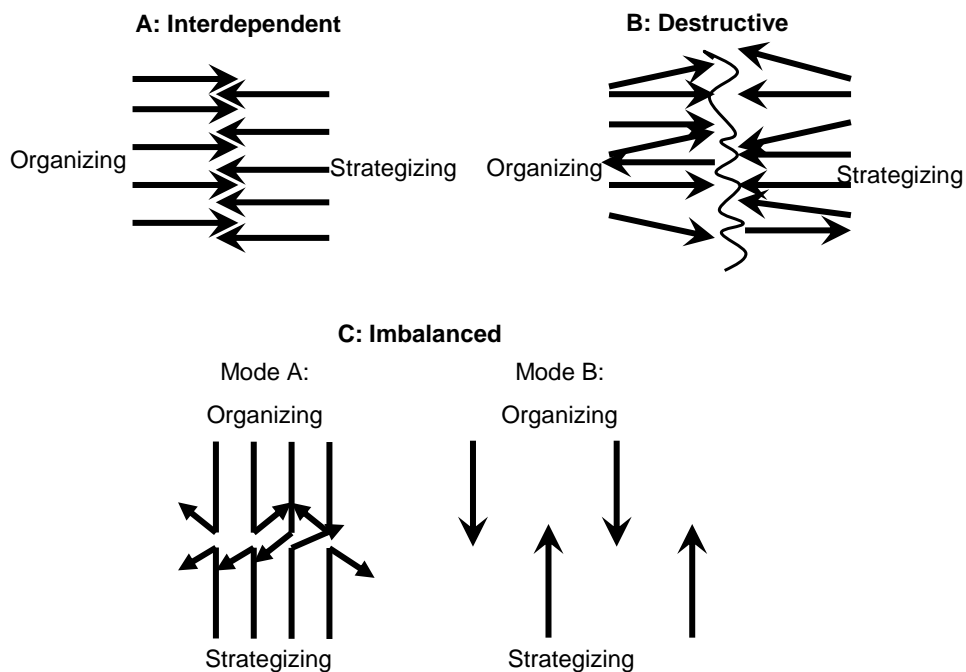 A: Interdependent
B: Destructive
Organizing
Strategizing
Organizing
Strategizing
C: Imbalanced
Mode A:
Mode B:
Organizing
Organizing
Strategizing
Strategizing